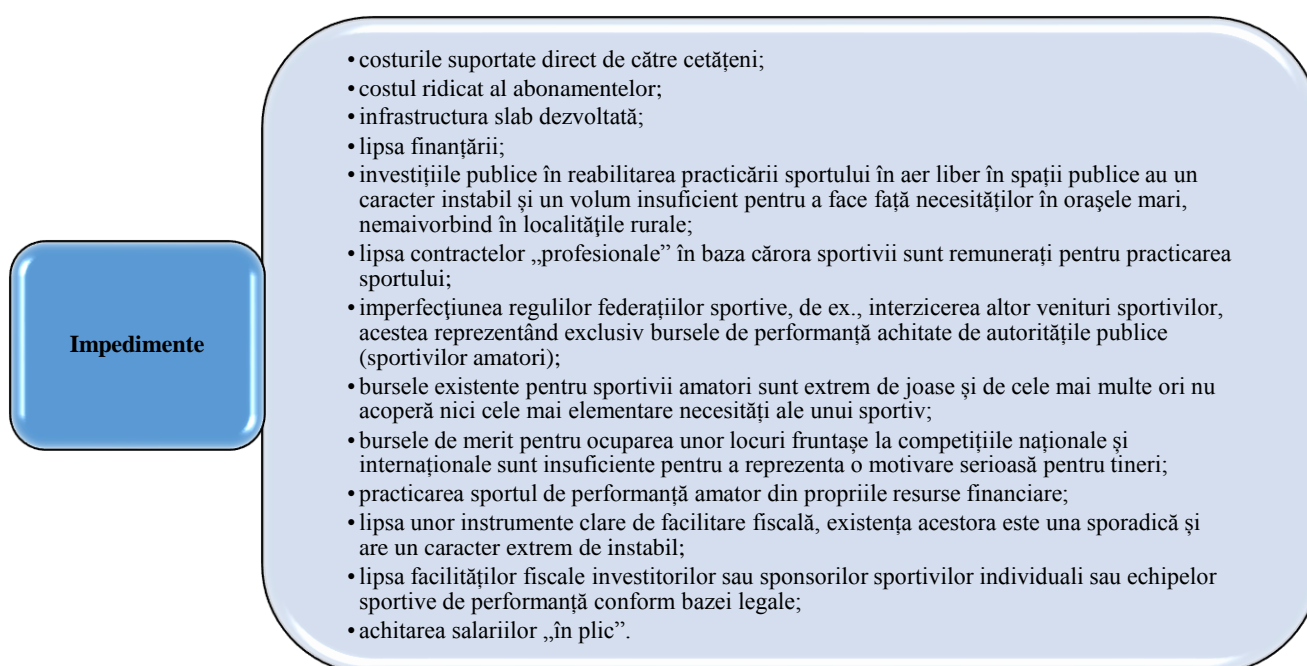 Impedimente
• costurile suportate direct de către cetățeni;
• costul ridicat al abonamentelor;
• infrastructura slab dezvoltată;
• lipsa finanțării;
• investițiile publice în reabilitarea practicării sportului în aer liber în spații publice au un
caracter instabil și un volum insuficient pentru a face față necesităților în orașele mari,
nemaivorbind în localitățile rurale;
• lipsa contractelor „profesionale” în baza cărora sportivii sunt remunerați pentru practicarea
sportului;
• imperfecțiunea regulilor federațiilor sportive, de ex., interzicerea altor venituri sportivilor,
acestea reprezentând exclusiv bursele de performanță achitate de autoritățile publice
(sportivilor amatori);
• bursele existente pentru sportivii amatori sunt extrem de joase și de cele mai multe ori nu
acoperă nici cele mai elementare necesități ale unui sportiv;
• bursele de merit pentru ocuparea unor locuri fruntașe la competițiile naționale și
internaționale sunt insuficiente pentru a reprezenta o motivare serioasă pentru tineri;
• practicarea sportul de performanță amator din propriile resurse financiare;
• lipsa unor instrumente clare de facilitare fiscală, existența acestora este una sporadică și
are un caracter extrem de instabil;
• lipsa facilităților fiscale investitorilor sau sponsorilor sportivilor individuali sau echipelor
sportive de performanță conform bazei legale;
• achitarea salariilor „în plic”.